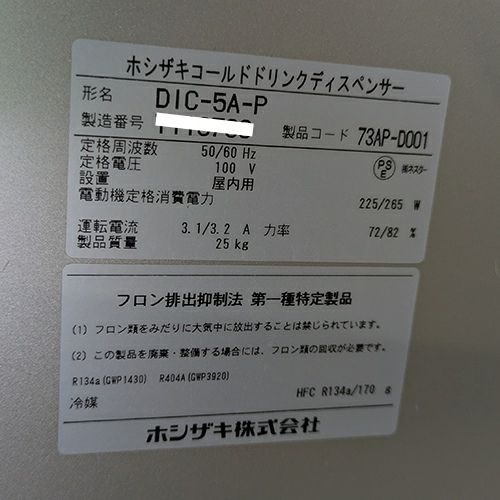 ホシザキコールドドリンクディスペンサー
形名 DIC-5A-P
製造番号
製品コード 73AP-D001
定格周波数 50/60 Hz
定格電圧 100 V
設置 屋内用
PSE ㈱ネスター
電動機定格消費電力 225/265 W
運転電流 3.1/3.2 A 力率 72/82 %
製品質量 25 kg
フロン排出抑制法 第一種特定製品
(1) フロン類をみだりに大気中に放出することは禁じられています。
(2) この製品を廃棄・整備する場合には、フロン類の回収が必要です。
R134a(GWP1430) R404A(GWP3920)
冷媒 HFC R134a/170 g
ホシザキ株式会社